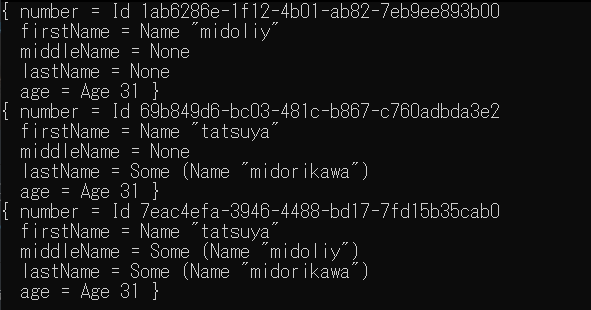 { number = Id 1ab6286e-1f12-4b01-ab82-7eb9ee893b00
  firstName = Name "midoliy"
  middleName = None
  lastName = None
  age = Age 31 }
{ number = Id 69b849d6-bc03-481c-b867-c760adbda3e2
  firstName = Name "tatsuya"
  middleName = None
  lastName = Some (Name "midorikawa")
  age = Age 31 }
{ number = Id 7eac4efa-3946-4488-bd17-7fd15b35cab0
  firstName = Name "tatsuya"
  middleName = Some (Name "midoliy")
  lastName = Some (Name "midorikawa")
  age = Age 31 }